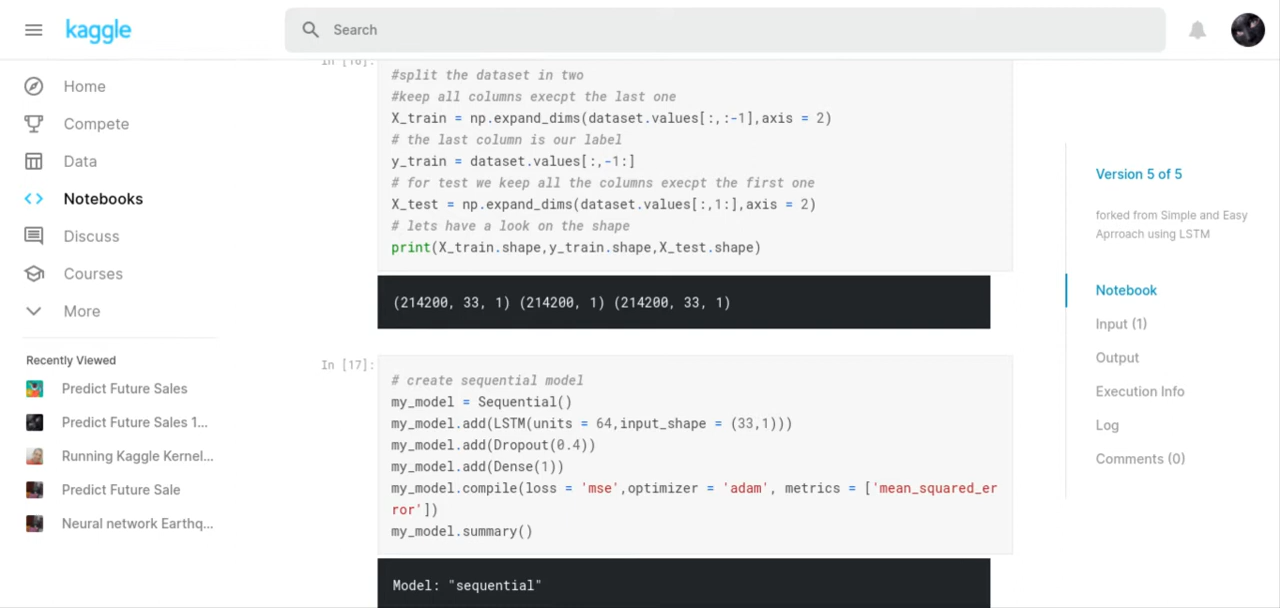 kaggle
Search
Home
Compete
Data
Notebooks
Discuss
Courses
More
Recently Viewed
Predict Future Sales
Predict Future Sales 1...
Running Kaggle Kernel...
Predict Future Sale
Neural network Earthq...
In [16]:
#split the dataset in two
#keep all columns execpt the last one
X_train = np.expand_dims(dataset.values[:,:-1],axis = 2)
# the last column is our label
y_train = dataset.values[:,-1:]
# for test we keep all the columns execpt the first one
X_test = np.expand_dims(dataset.values[:,1:],axis = 2)
# lets have a look on the shape
print(X_train.shape,y_train.shape,X_test.shape)
(214200, 33, 1) (214200, 1) (214200, 33, 1)
In [17]:
# create sequential model
my_model = Sequential()
my_model.add(LSTM(units = 64,input_shape = (33,1)))
my_model.add(Dropout(0.4))
my_model.add(Dense(1))
my_model.compile(loss = 'mse',optimizer = 'adam', metrics = ['mean_squared_er
ror'])
my_model.summary()
Model: "sequential"
Version 5 of 5
forked from Simple and Easy
Aprroach using LSTM
Notebook
Input (1)
Output
Execution Info
Log
Comments (0)